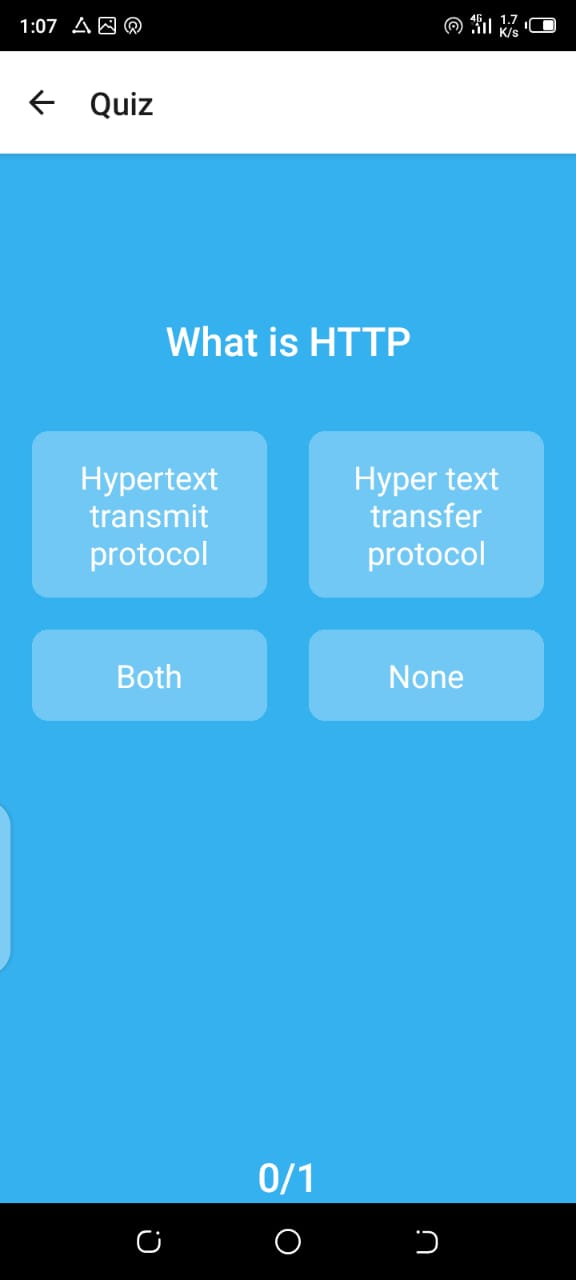 1:07
4G
1.7
K/s
Quiz
What is HTTP
Hypertext
transmit
protocol
Hyper text
transfer
protocol
Both
None
0/1